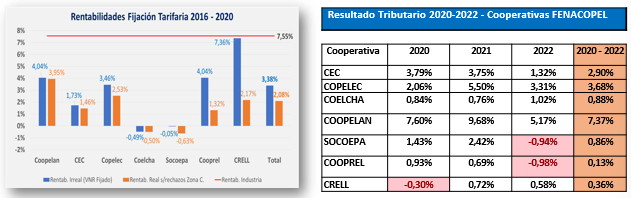 Rentabilidades Fijación Tarifaria 2016 - 2020
8%
7%
6%
5%
4%
3%
2%
1%
0%
-1%
-2%
7,55%
4,04%
3,95%
1,73%
1,46%
3,46%
2,53%
-0,49%
-0,50%
-0,05%
-0,63%
4,04%
1,32%
7,36%
2,17%
3,38%
2,08%
Coopelan CEC Copelec Coelcha Socoepa Cooprel CRELL Total
Rentab. Irreal (VNR Fijado) Rentab. Real s/rechazos Zona C. Rentab. Industria
Resultado Tributario 2020-2022 - Cooperativas FENACOPEL
Cooperativa 2020 2021 2022 2020 - 2022
CEC 3,79% 3,75% 1,32% 2,90%
COPELEC 2,06% 5,50% 3,31% 3,68%
COELCHA 0,84% 0,76% 1,02% 0,88%
COOPELAN 7,60% 9,68% 5,17% 7,37%
SOCOEPA 1,43% 2,42% -0,94% 0,86%
COOPREL 0,93% 0,69% -0,98% 0,13%
CRELL -0,30% 0,72% 0,58% 0,36%